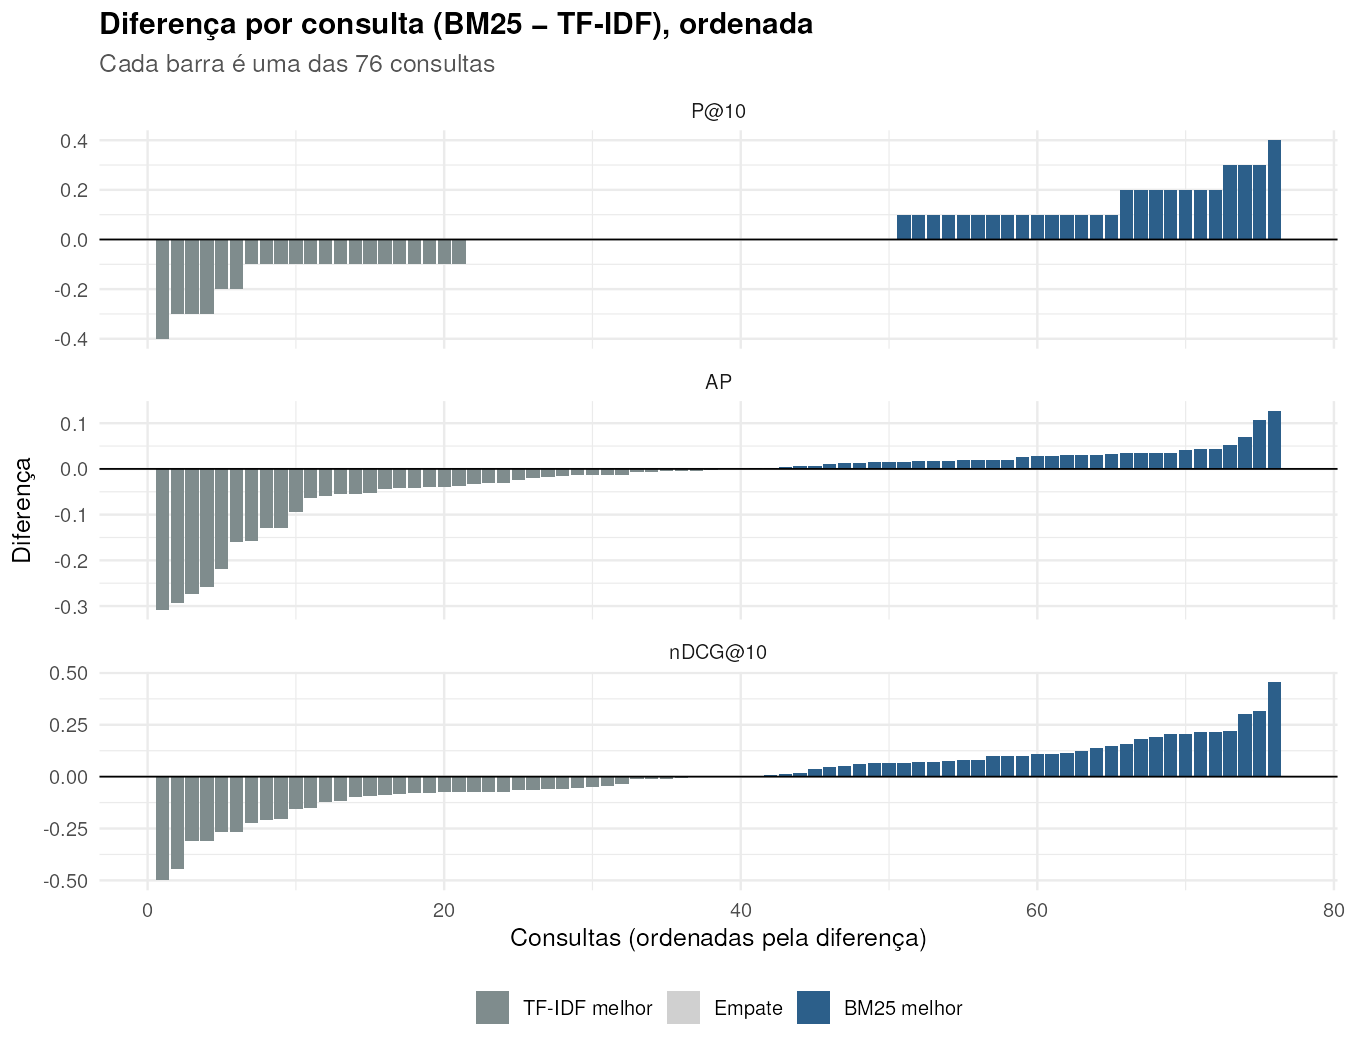 Diferença por consulta (BM25 − TF-IDF), ordenada
Cada barra é uma das 76 consultas
P@10
0.4
0.2
0.0
-0.2
-0.4
AP
0.1
0.0
-0.1
-0.2
-0.3
Diferença
nDCG@10
0.50
0.25
0.00
-0.25
-0.50
0 20 40 60 80
Consultas (ordenadas pela diferença)
TF-IDF melhor Empate BM25 melhor